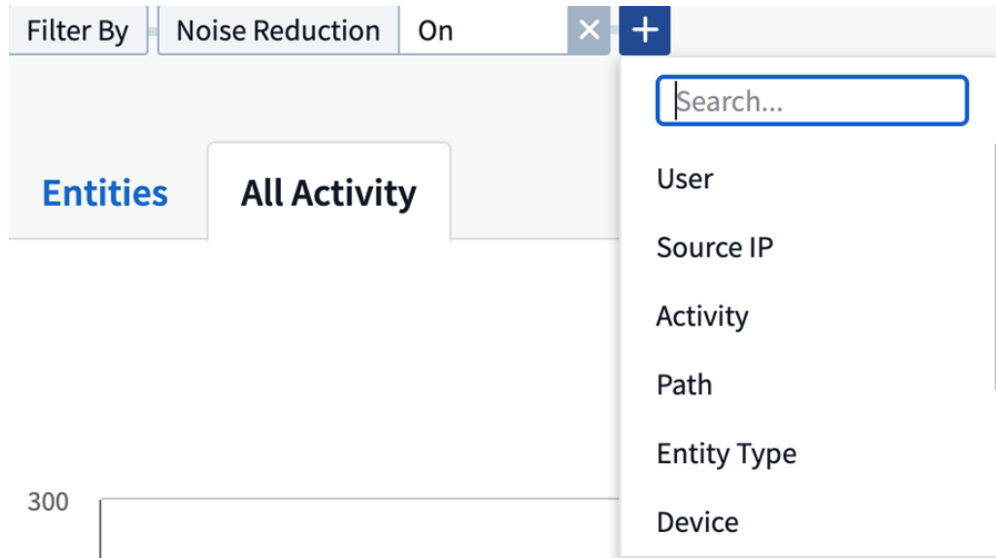 Filter By Noise Reduction On × +
Search...
Entities All Activity
User
Source IP
Activity
Path
Entity Type
Device
300